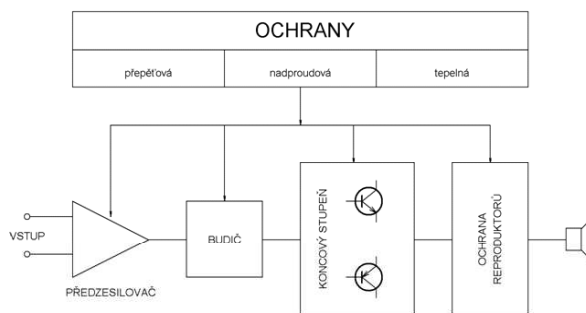 OCHRANY
přepěťová nadproudová tepelná
VSTUP
PŘEDZESILOVAČ
BUDIČ
KONCOVÝ STUPEŇ
OCHRANA
REPRODUKTORŮ